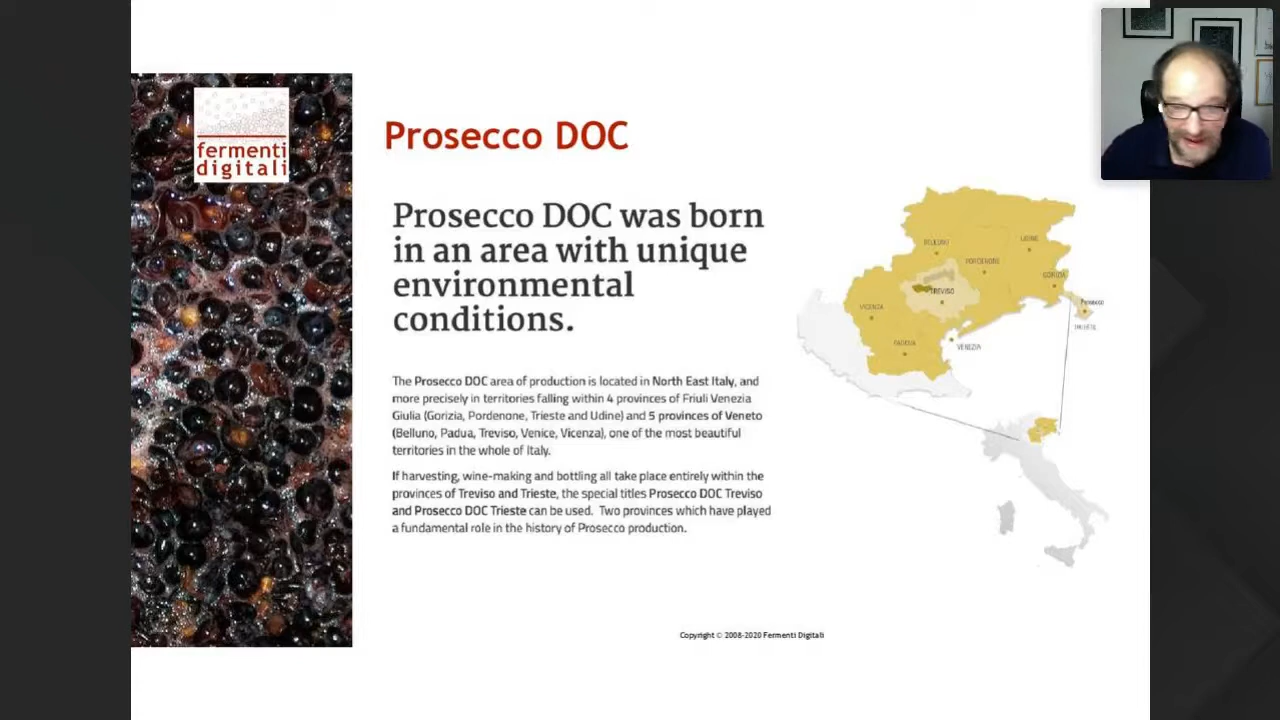 fermenti
digitali
Prosecco DOC
Prosecco DOC was born
in an area with unique
environmental
conditions.
The Prosecco DOC area of production is located in North East Italy, and
more precisely in territories falling within 4 provinces of Friuli Venezia
Giulia (Gorizia, Pordenone, Trieste and Udine) and 5 provinces of Veneto
(Belluno, Padua, Treviso, Venice, Vicenza), one of the most beautiful
territories in the whole of Italy.
If harvesting, wine-making and bottling all take place entirely within the
provinces of Treviso and Trieste, the special titles Prosecco DOC Treviso
and Prosecco DOC Trieste can be used. Two provinces which have played
a fundamental role in the history of Prosecco production.
BELLUNO
UDINE
PORDENONE
GORIZIA
TREVISO
Prosecco
VICENZA
TRIESTE
PADOVA
VENEZIA
Copyright © 2008-2020 Fermenti Digitali